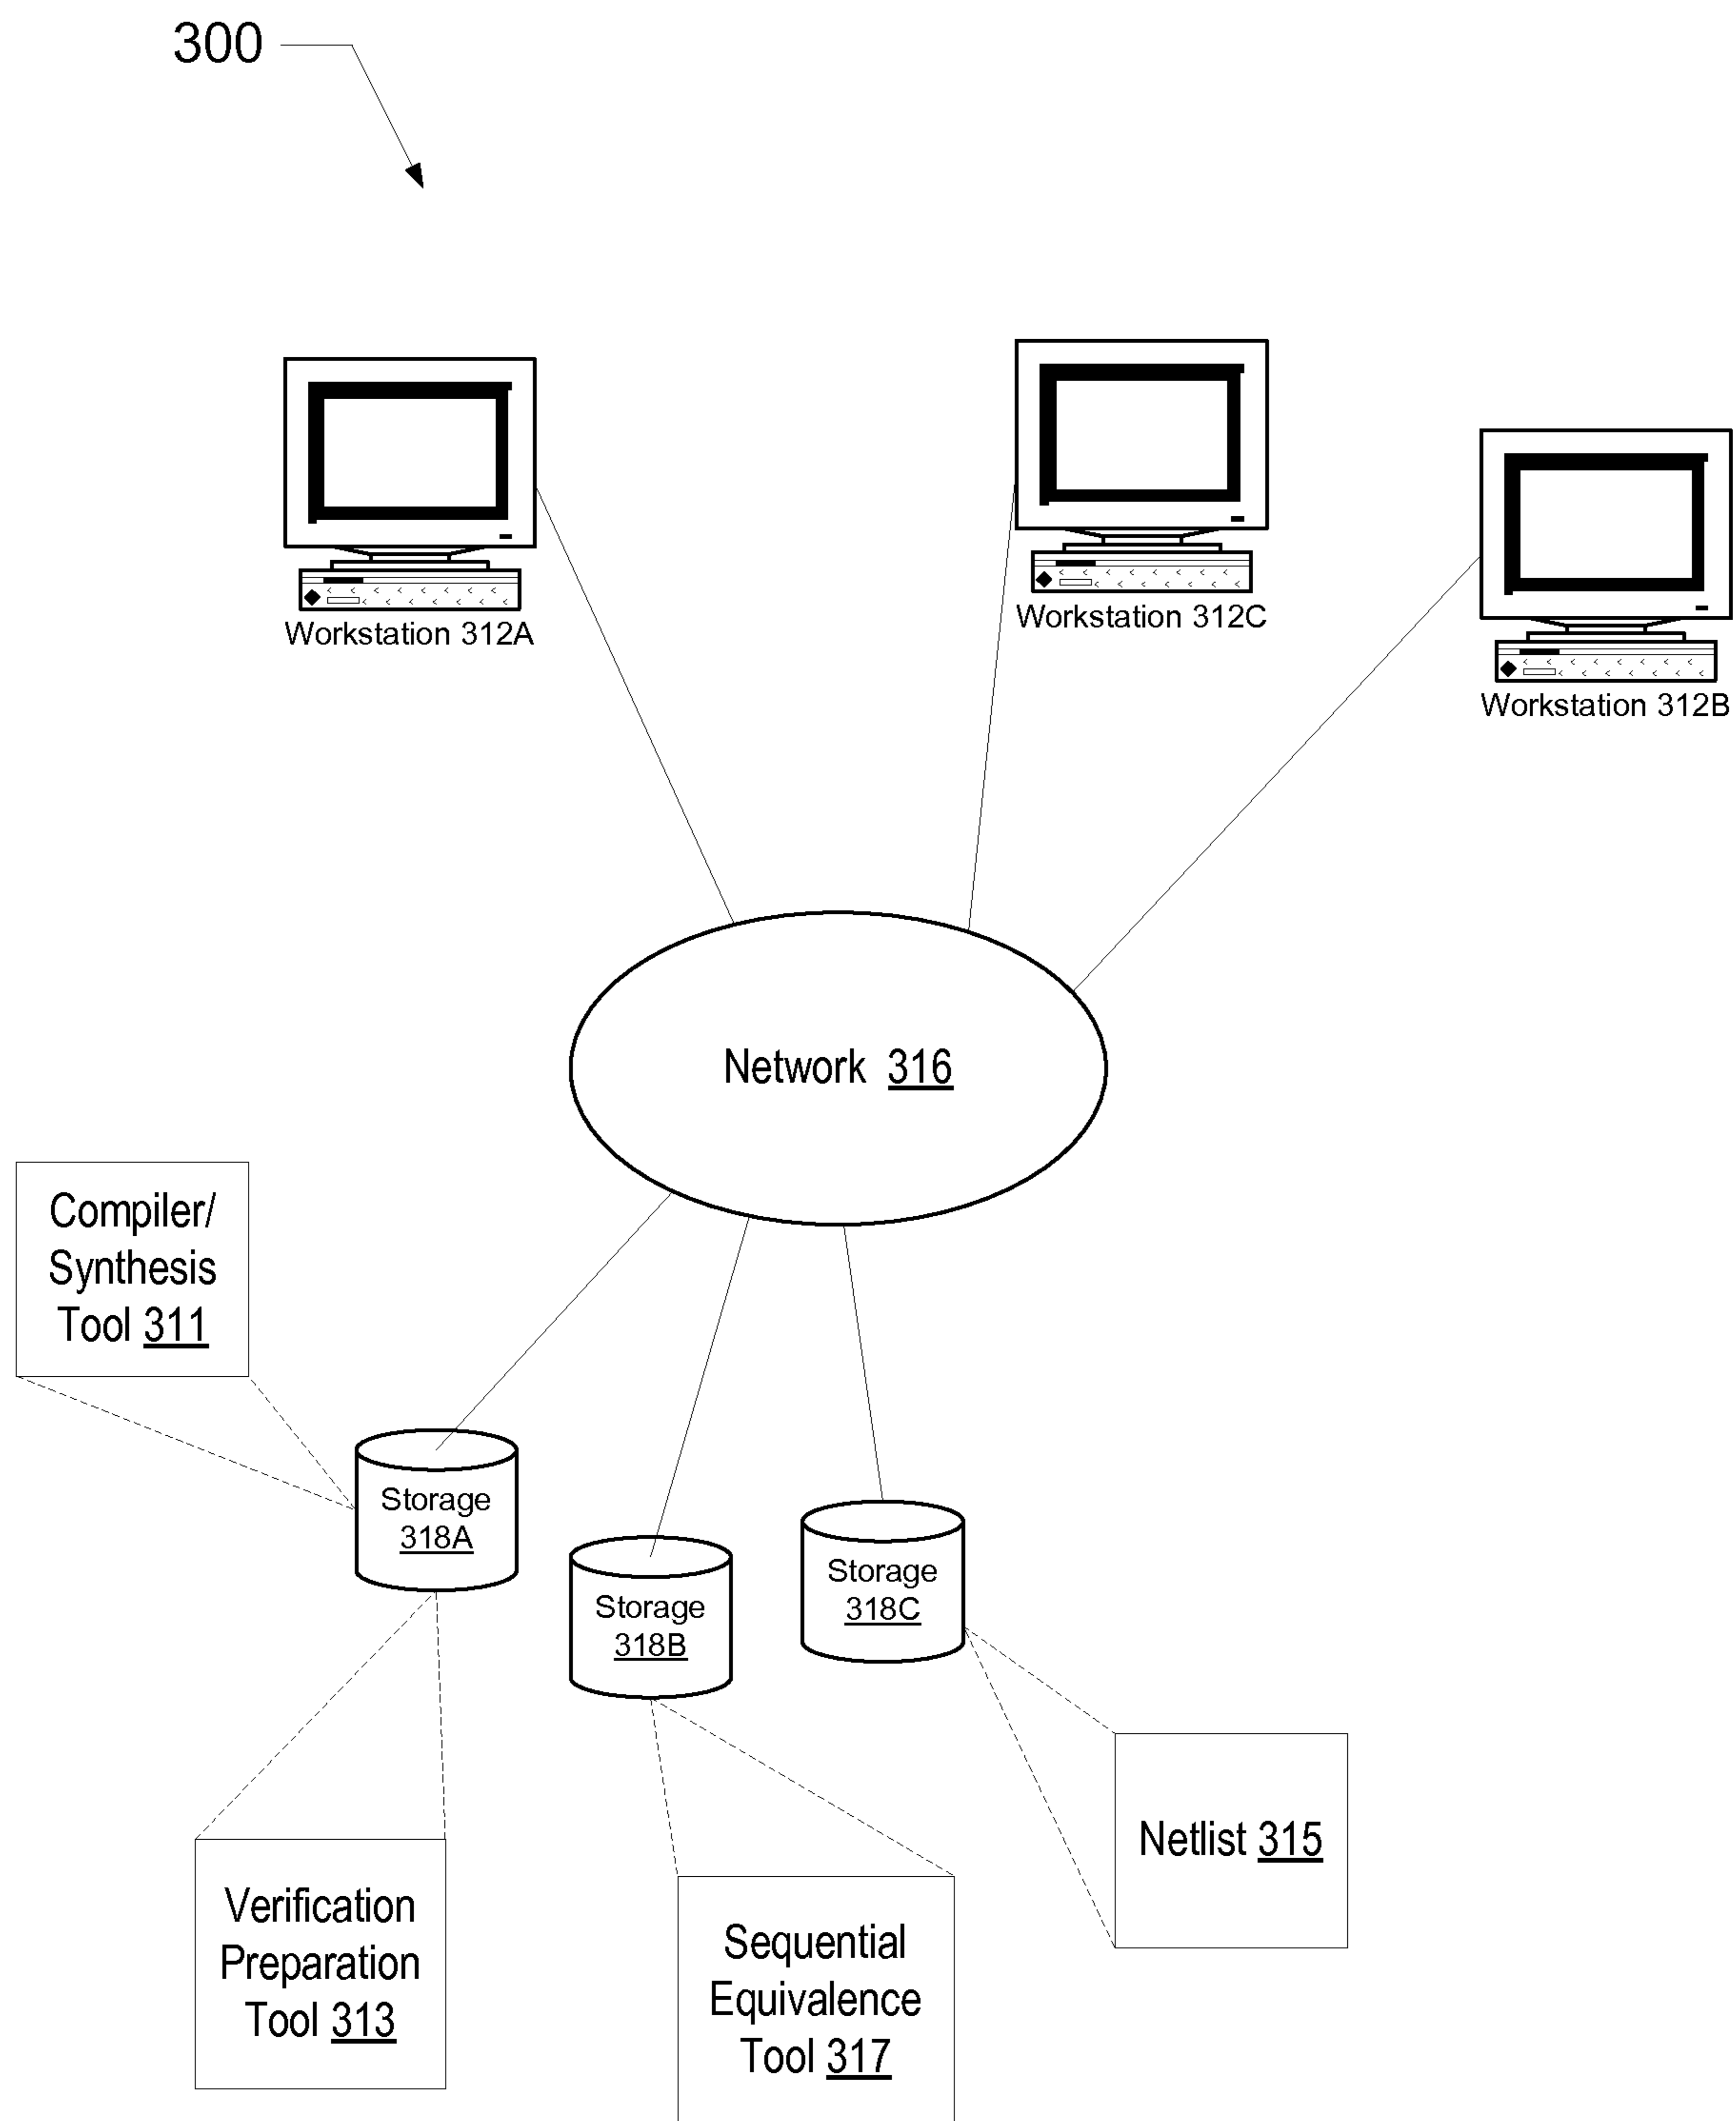 300
Workstation 312A
Workstation 312C
Workstation 312B
Network 316
Compiler/
Synthesis
Tool 311
Storage
318A
Storage
318B
Storage
318C
Verification
Preparation
Tool 313
Sequential
Equivalence
Tool 317
Netlist 315